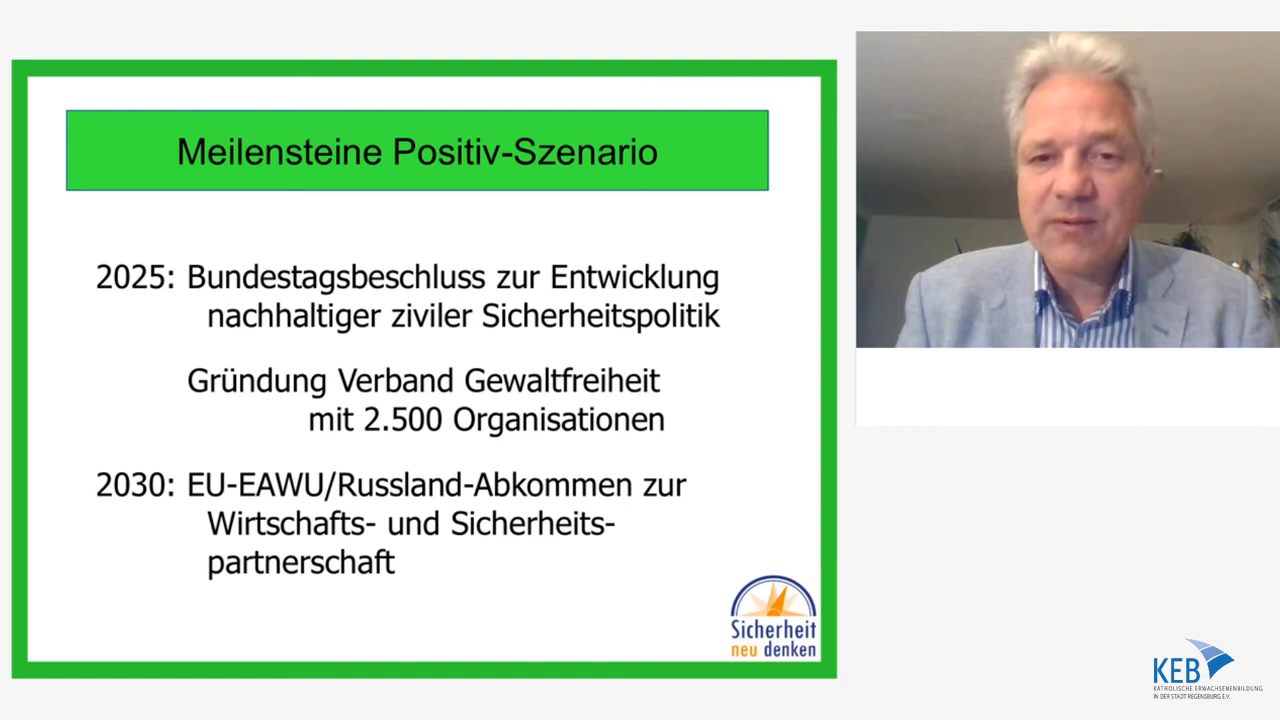 Meilensteine Positiv-Szenario
2025: Bundestagsbeschluss zur Entwicklung
nachhaltiger ziviler Sicherheitspolitik
Gründung Verband Gewaltfreiheit
mit 2.500 Organisationen
2030: EU-EAWU/Russland-Abkommen zur
Wirtschafts- und Sicherheits-
partnerschaft
Sicherheit
neu denken
KEB
KATHOLISCHE ERWACHSENENBILDUNG
IN DER STADT REGENSBURG E.V.